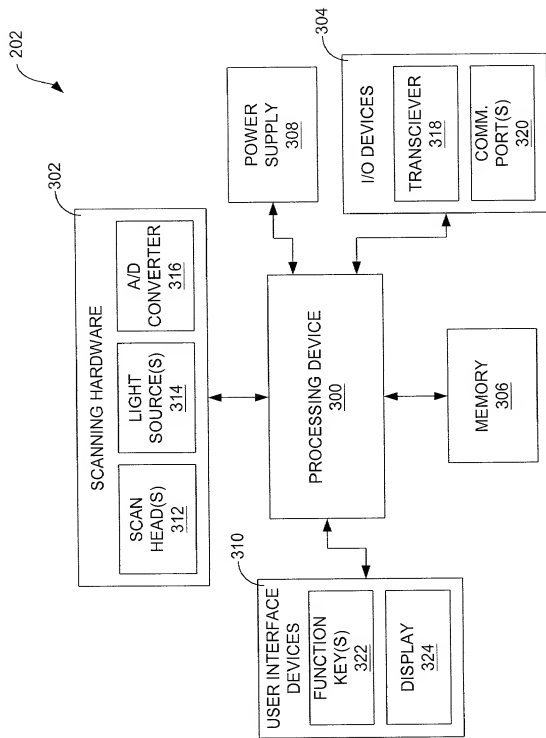 202
302
SCANNING HARDWARE
SCAN
HEAD(S)
312
LIGHT
SOURCE(S)
314
A/D
CONVERTER
316
310
USER INTERFACE
DEVICES
FUNCTION
KEY(S)
322
DISPLAY
324
PROCESSING DEVICE
300
POWER
SUPPLY
308
MEMORY
306
304
I/O DEVICES
TRANSCIEVER
318
COMM.
PORT(S)
320